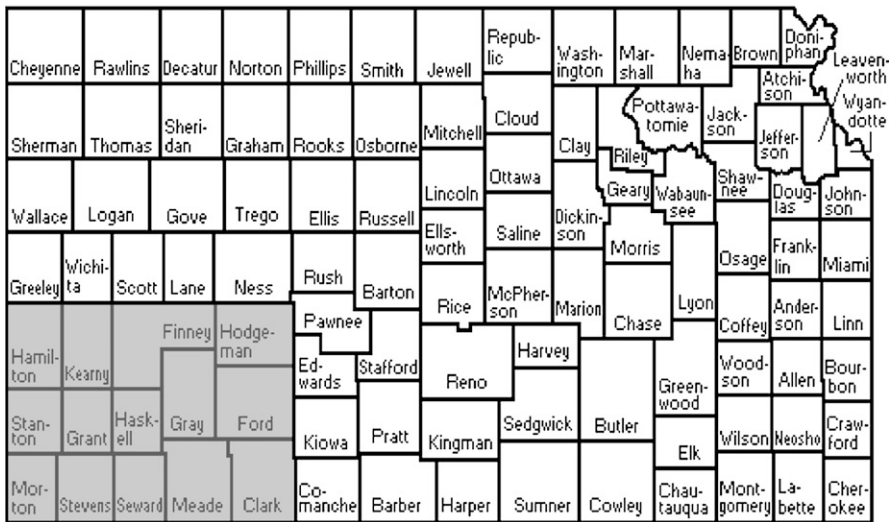 Cheyenne Rawlins Decatur Norton Phillips Smith Jewell Repub-
lic Wash-
ington Mar-
shall Nema-
ha Brown Doni-
phan Leaven-
worth
Atchi-
son Wyan-
dotte
Sherman Thomas Sheri-
dan Graham Rooks Osborne Mitchell Cloud Clay Riley Pottawa-
tomie Jack-
son Jeffer-
son
Lincoln Ottawa Geary Wabaun-
see Shaw-
nee Doug-
las John-
son
Wallace Logan Gove Trego Ellis Russell Ells-
worth Saline Dickin-
son Morris Osage Frank-
lin Miami
Greeley Wichi-
ta Scott Lane Ness Rush Barton Rice McPher-
son Marion Chase Lyon Coffey Ander-
son Linn
Hamil-
ton Kearny Finney Hodge-
man Pawnee Ed-
wards Stafford Reno Harvey Wood-
son Allen Bour-
bon
Stan-
ton Grant Hask-
ell Gray Ford Kiowa Pratt Kingman Sedgwick Butler Green-
wood Elk Wilson Neosho Craw-
ford
Mor-
ton Stevens Seward Meade Clark Co-
manche Barber Harper Sumner Cowley Chau-
tauqua Mont-
gomery La-
bette Cher-
okee